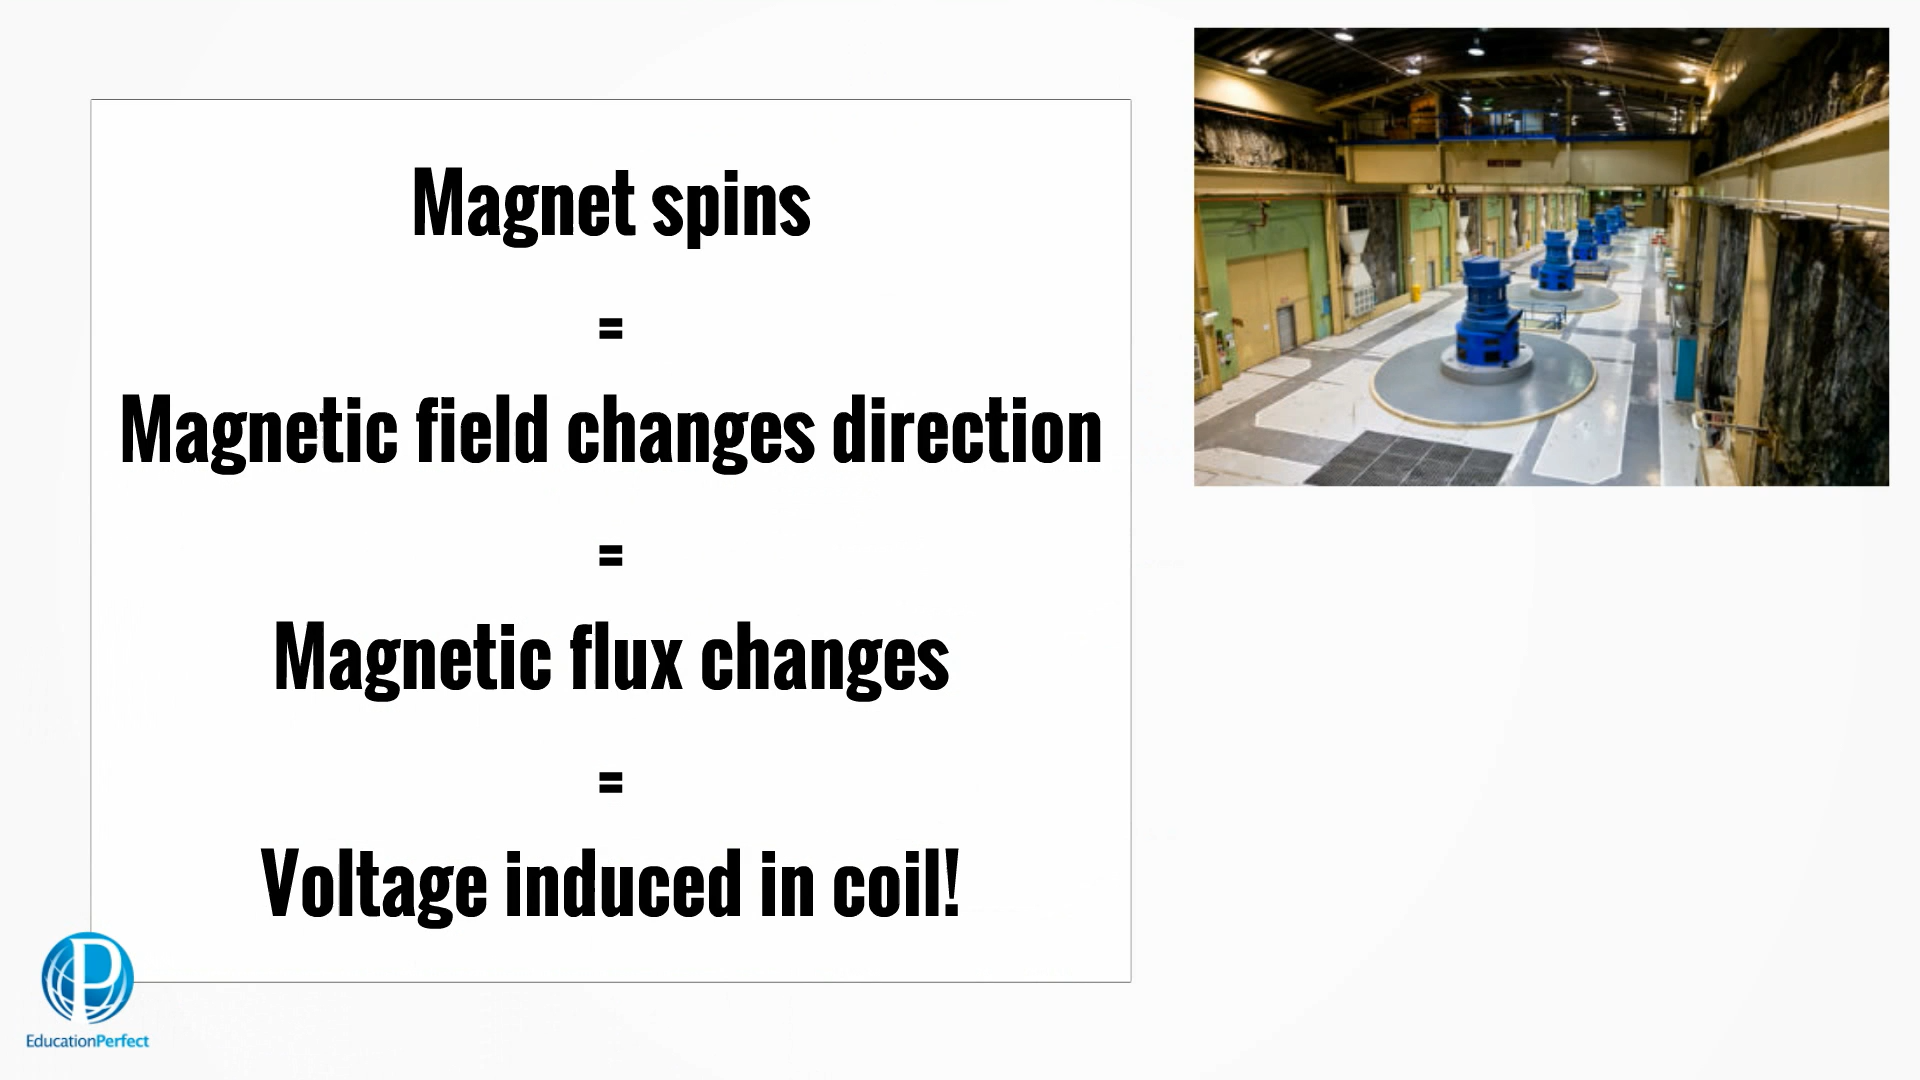 Magnet spins
=
Magnetic field changes direction
=
Magnetic flux changes
=
Voltage induced in coil!
P
EducationPerfect